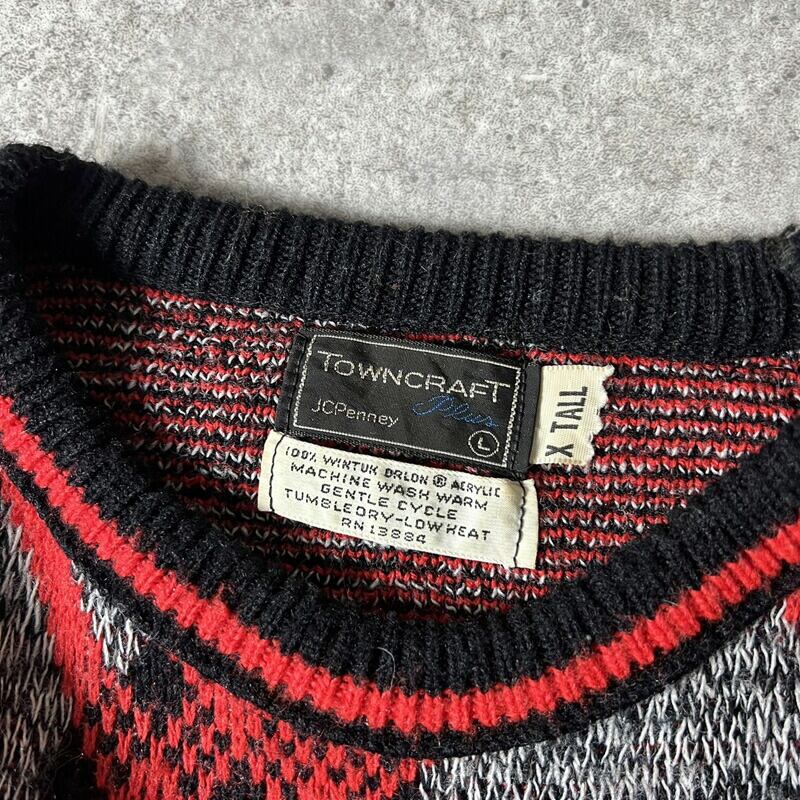 TOWNCRAFT
Plus
JCPenney
L
X TALL
100% WINTUK ORLON ® ACRYLIC
MACHINE WASH WARM
GENTLE CYCLE
TUMBLEDRY-LOW HEAT
RN 13884